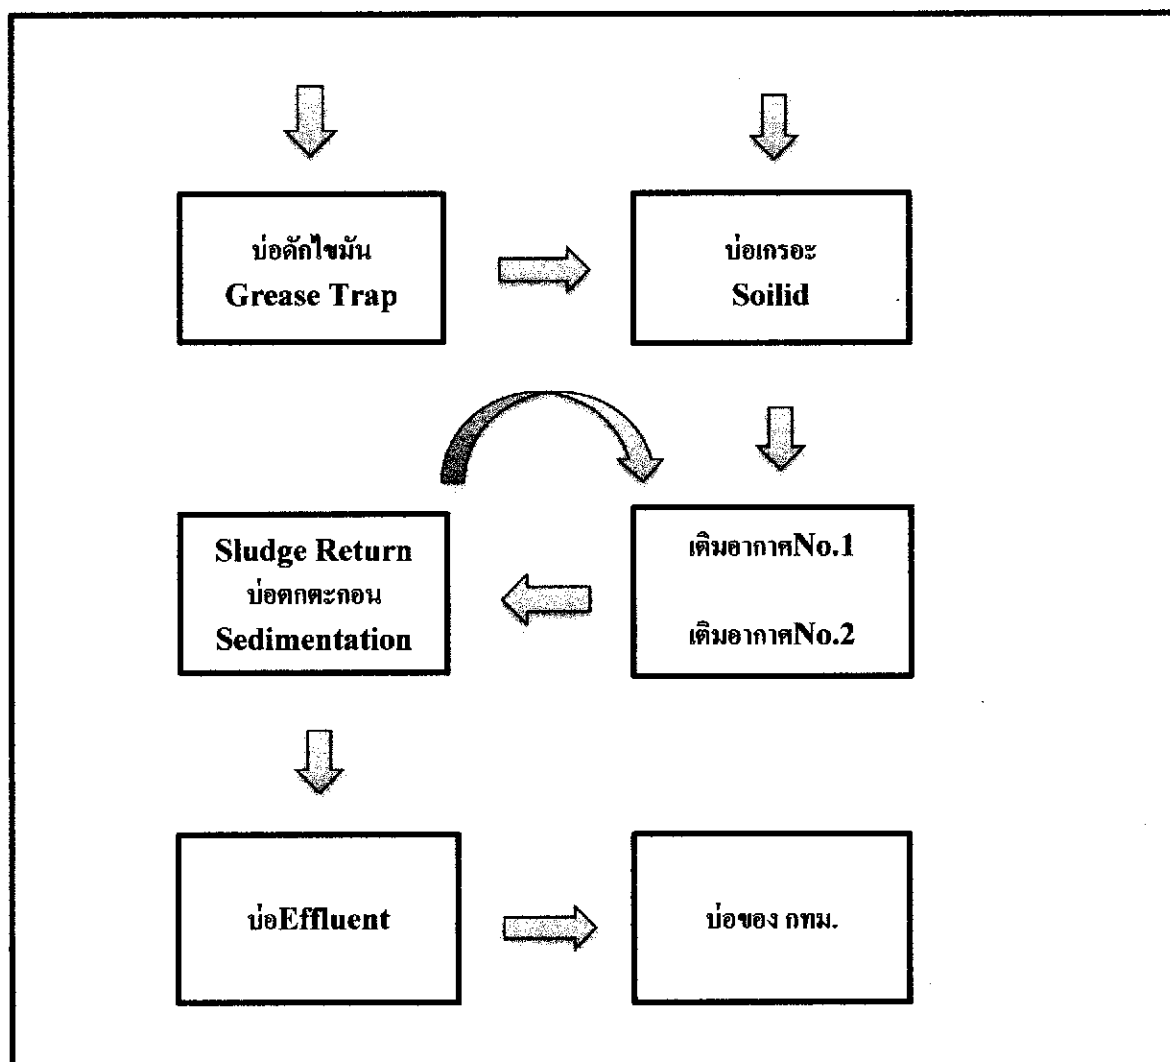 บ่อดักไขมัน
Grease Trap
บ่อเกรอะ
Soilid
Sludge Return
บ่อตกตะกอน
Sedimentation
เติมอากาศNo.1
เติมอากาศNo.2
บ่อEffluent
บ่อของ กทม.